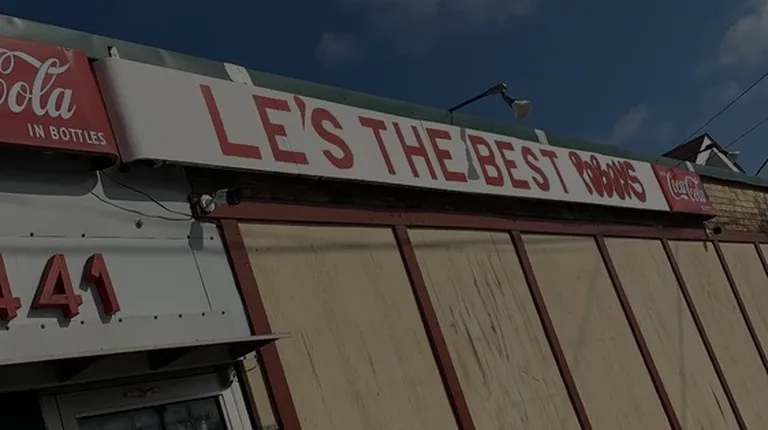 Cola
IN BOTTLES
LE'S THE BEST POBOYS
Coca-Cola
441